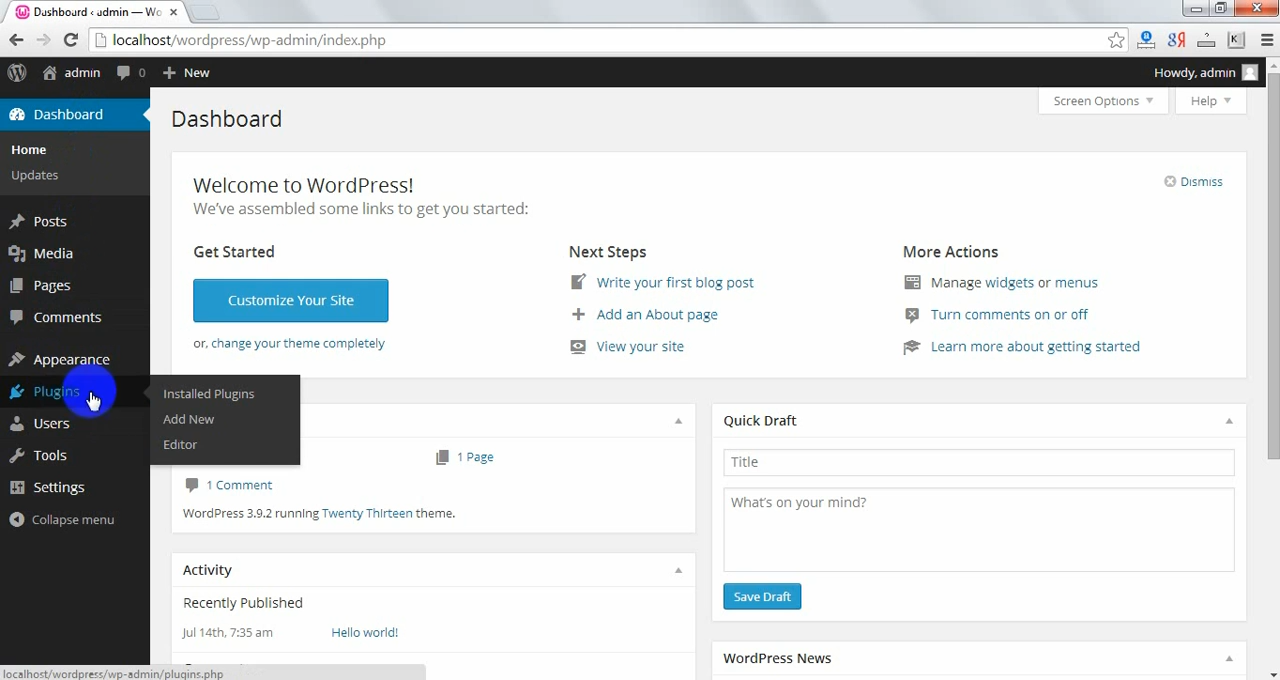 Dashboard ‹ admin — Wo
localhost/wordpress/wp-admin/index.php
admin 0 New Howdy, admin
Screen Options Help
Dashboard
Home
Updates
Posts
Media
Pages
Comments
Appearance
Plugins
Users
Tools
Settings
Collapse menu
Installed Plugins
Add New
Editor
Dashboard
Welcome to WordPress!
Dismiss
We've assembled some links to get you started:
Get Started
Customize Your Site
or, change your theme completely
Next Steps
Write your first blog post
Add an About page
View your site
More Actions
Manage widgets or menus
Turn comments on or off
Learn more about getting started
1 Page
1 Comment
WordPress 3.9.2 running Twenty Thirteen theme.
Activity
Recently Published
Jul 14th, 7:35 am Hello world!
Quick Draft
Title
What's on your mind?
Save Draft
WordPress News
localhost/wordpress/wp-admin/plugins.php